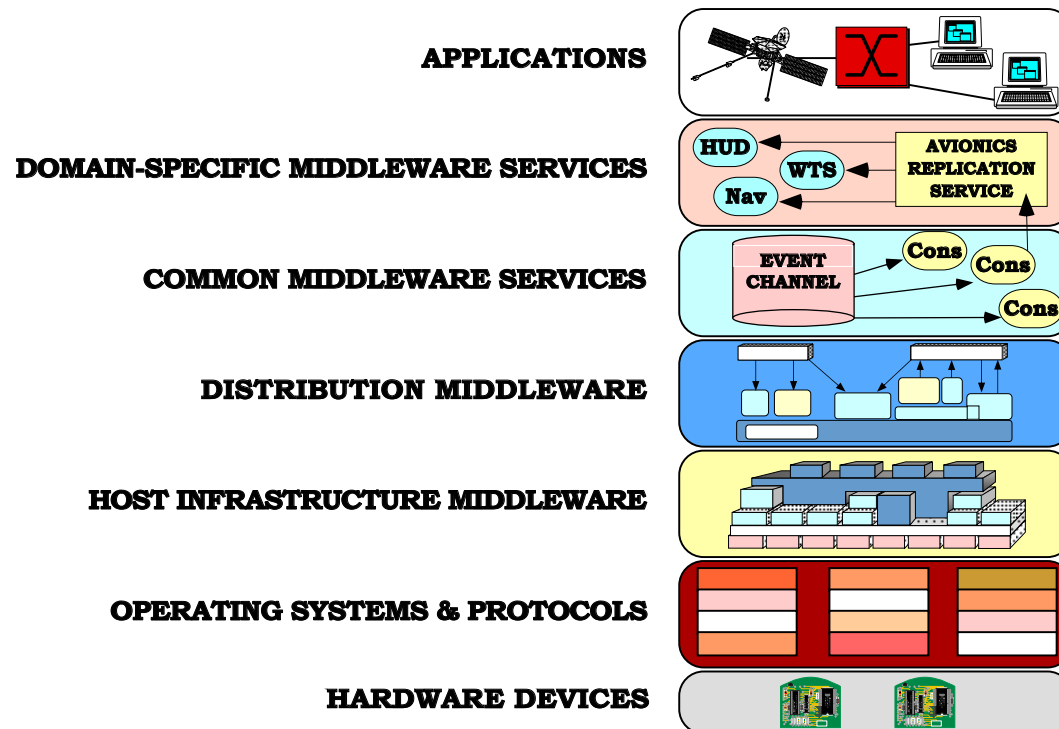 APPLICATIONS
DOMAIN-SPECIFIC MIDDLEWARE SERVICES
HUD
WTS
Nav
AVIONICS
REPLICATION
SERVICE
COMMON MIDDLEWARE SERVICES
EVENT
CHANNEL
Cons
Cons
Cons
DISTRIBUTION MIDDLEWARE
HOST INFRASTRUCTURE MIDDLEWARE
OPERATING SYSTEMS & PROTOCOLS
HARDWARE DEVICES